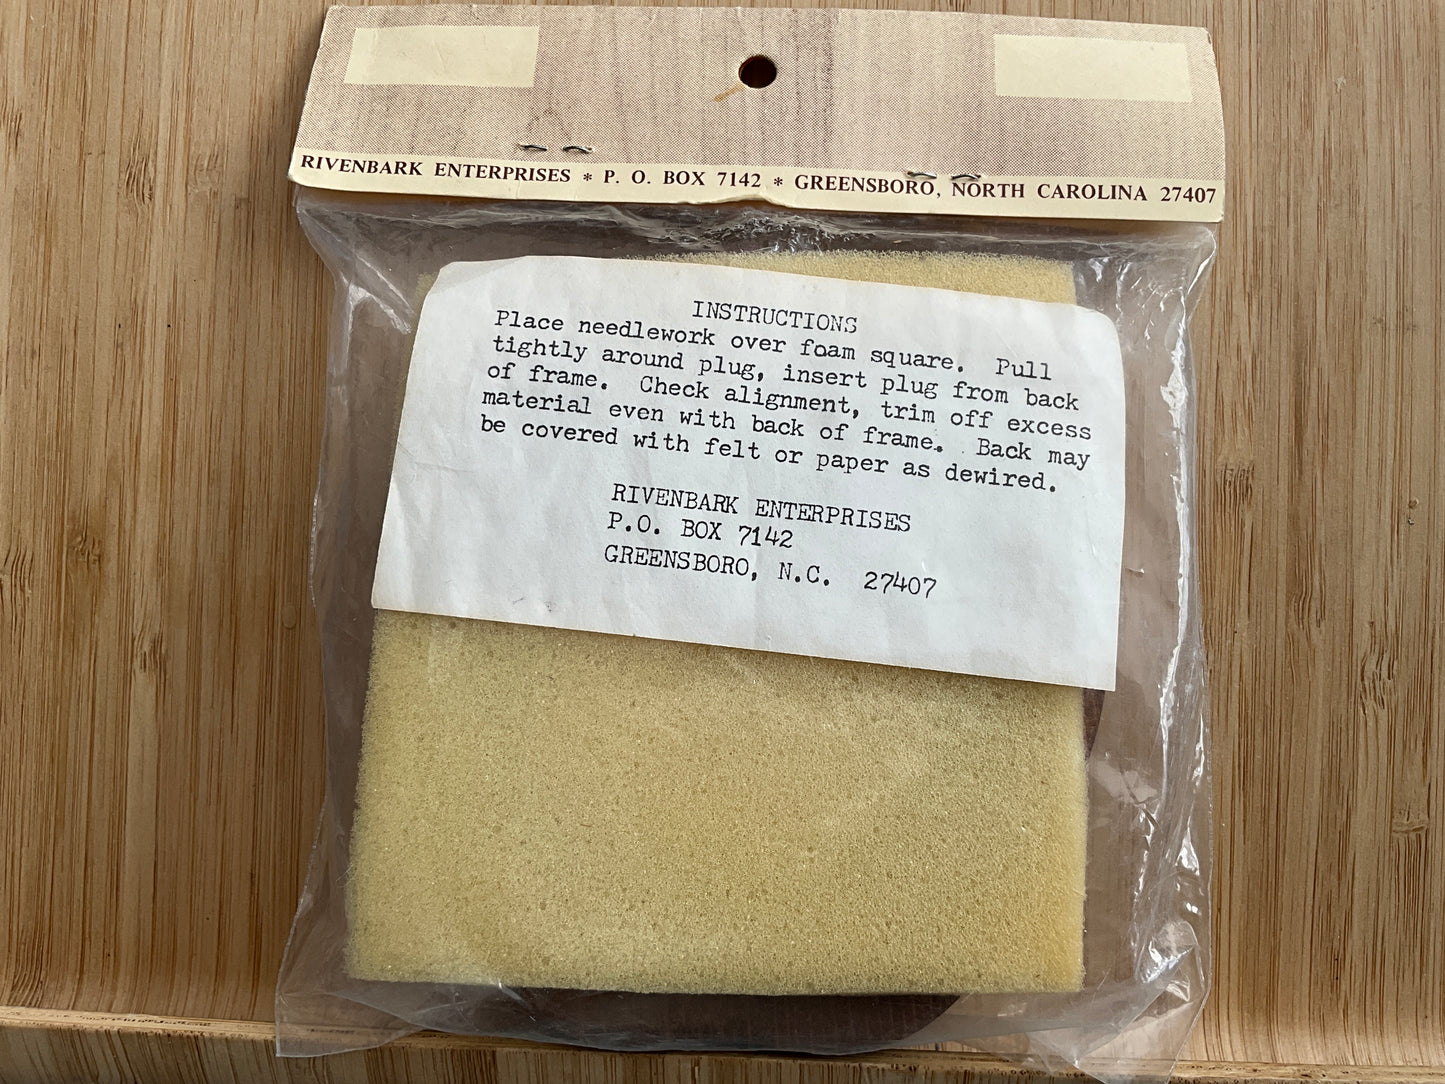 RIVENBARK ENTERPRISES * P. O. BOX 7142 * GREENSBORO, NORTH CAROLINA 27407
INSTRUCTIONS
Place needlework over foam square. Pull
tightly around plug, insert plug from back
of frame. Check alignment, trim off excess
material even with back of frame. Back may
be covered with felt or paper as dewired.
RIVENBARK ENTERPRISES
P.O. BOX 7142
GREENSBORO, N.C. 27407